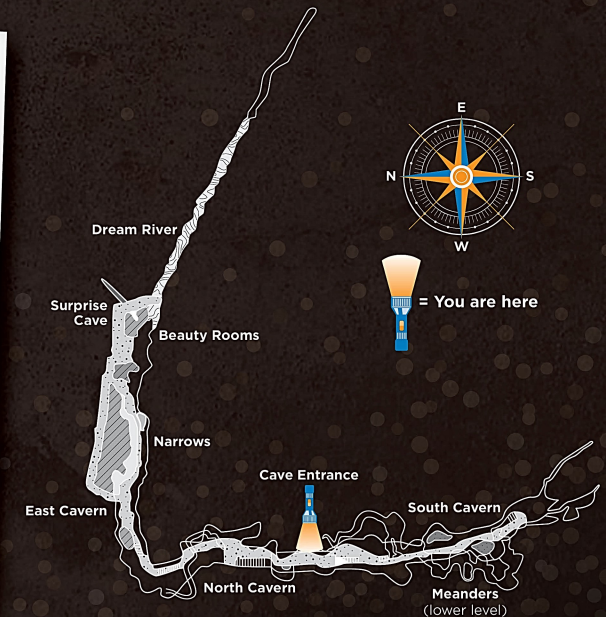 E
N
S
W
Dream River
= You are here
Surprise
Cave
Beauty Rooms
Narrows
Cave Entrance
East Cavern
South Cavern
North Cavern
Meanders
(lower level)